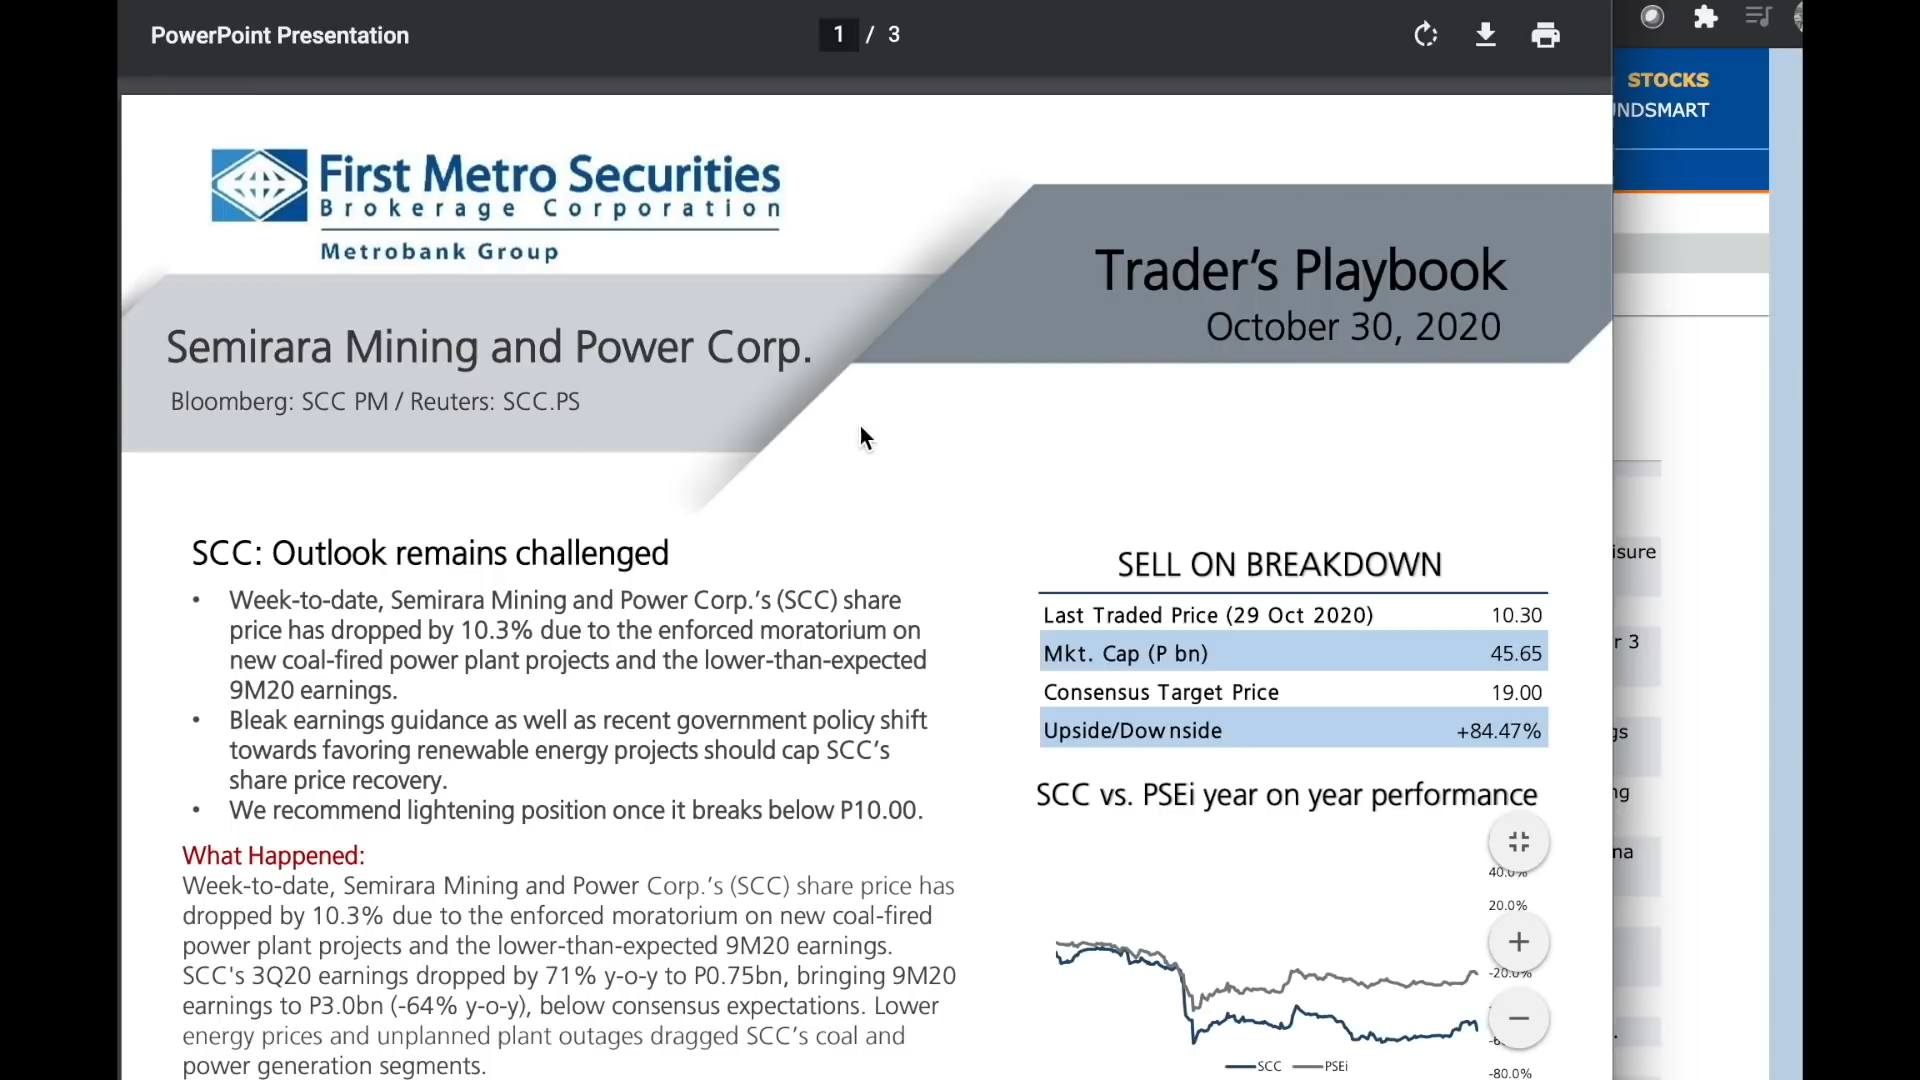 PowerPoint Presentation
1 / 3
STOCKS
NDSMART
First Metro Securities
Brokerage Corporation
Metrobank Group
Trader's Playbook
October 30, 2020
Semirara Mining and Power Corp.
Bloomberg: SCC PM / Reuters: SCC.PS
SCC: Outlook remains challenged
• Week-to-date, Semirara Mining and Power Corp.'s (SCC) share
price has dropped by 10.3% due to the enforced moratorium on
new coal-fired power plant projects and the lower-than-expected
9M20 earnings.
• Bleak earnings guidance as well as recent government policy shift
towards favoring renewable energy projects should cap SCC's
share price recovery.
• We recommend lightening position once it breaks below P10.00.
What Happened:
Week-to-date, Semirara Mining and Power Corp.'s (SCC) share price has
dropped by 10.3% due to the enforced moratorium on new coal-fired
power plant projects and the lower-than-expected 9M20 earnings.
SCC's 3Q20 earnings dropped by 71% y-o-y to P0.75bn, bringing 9M20
earnings to P3.0bn (-64% y-o-y), below consensus expectations. Lower
energy prices and unplanned plant outages dragged SCC's coal and
power generation segments.
SELL ON BREAKDOWN
Last Traded Price (29 Oct 2020) 10.30
Mkt. Cap (P bn) 45.65
Consensus Target Price 19.00
Upside/Downside +84.47%
SCC vs. PSEi year on year performance
40.0%
20.0%
-20.0%
-80.0%
SCC PSEi
isure
r 3
gs
ng
na